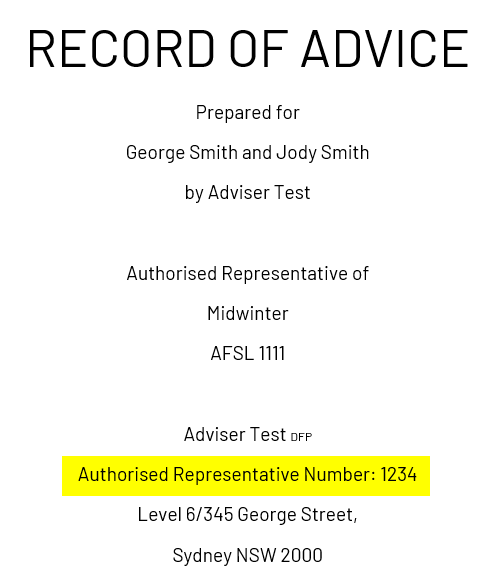 RECORD OF ADVICE
Prepared for
George Smith and Jody Smith
by Adviser Test
Authorised Representative of
Midwinter
AFSL 1111
Adviser Test DFP
Authorised Representative Number: 1234
Level 6/345 George Street,
Sydney NSW 2000